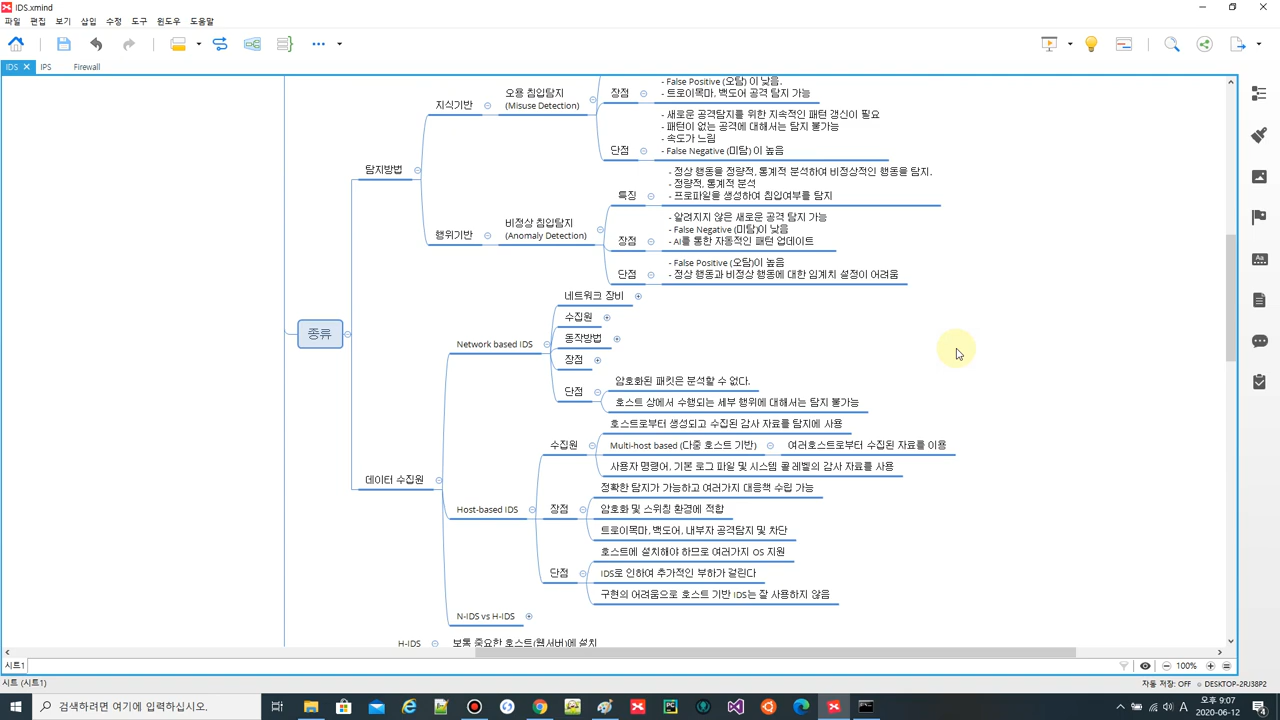 IDS.xmind
파일 편집 보기 삽입 수정 도구 윈도우 도움말
IDS IPS Firewall
- False Positive (오탐) 이 낮음.
- 트로이목마, 백도어 공격 탐지 가능
장점
오용 침입탐지
(Misuse Detection)
지식기반
- 새로운 공격탐지를 위한 지속적인 패턴 갱신이 필요
- 패턴이 없는 공격에 대해서는 탐지 불가능
- 속도가 느림
- False Negative (미탐) 이 높음
단점
탐지방법
- 정상 행동을 정량적, 통계적 분석하여 비정상적인 행동을 탐지.
- 정량적, 통계적 분석
- 프로파일을 생성하여 침입여부를 탐지
특징
비정상 침입탐지
(Anomaly Detection)
행위기반
- 알려지지 않은 새로운 공격 탐지 가능
- False Negative (미탐)이 낮음
- AI를 통한 자동적인 패턴 업데이트
장점
- False Positive (오탐)이 높음
- 정상 행동과 비정상 행동에 대한 임계치 설정이 어려움
단점
종류
네트워크 장비
수집원
동작방법
Network based IDS
장점
단점
암호화된 패킷은 분석할 수 없다.
호스트 상에서 수행되는 세부 행위에 대해서는 탐지 불가능
데이터 수집원
수집원
호스트로부터 생성되고 수집된 감사 자료를 탐지에 사용
Multi-host based (다중 호스트 기반) 여러호스트로부터 수집된 자료를 이용
사용자 명령어, 기본 로그 파일 및 시스템 콜 레벨의 감사 자료를 사용
Host-based IDS
장점
정확한 탐지가 가능하고 여러가지 대응책 수립 가능
암호화 및 스위칭 환경에 적합
트로이목마, 백도어, 내부자 공격탐지 및 차단
단점
호스트에 설치해야 하므로 여러가지 OS 지원
IDS로 인하여 추가적인 부하가 걸린다
구현의 어려움으로 호스트 기반 IDS는 잘 사용하지 않음
N-IDS vs H-IDS
H-IDS 보통 중요한 호스트(웹서버)에 설치
시트1
100%
시트 (시트1)
자동 저장: OFF DESKTOP-2RJ38P2
검색하려면 여기에 입력하십시오.
A
오후 9:07
2020-06-12
4